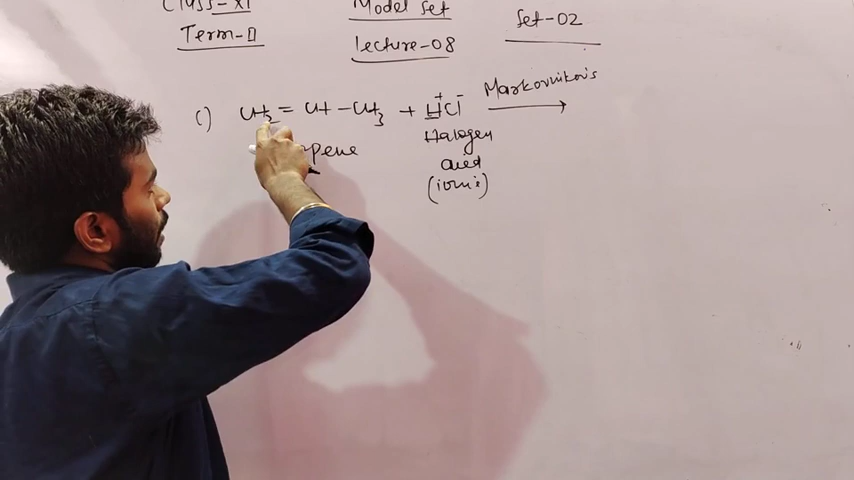 Class-XI
Model Set
Set-02
Term-II
Lecture-08
c) CH₂ = CH – CH₃ + H⁺Cl⁻ Markovnikov's →
Halogen
acid
(ionic)